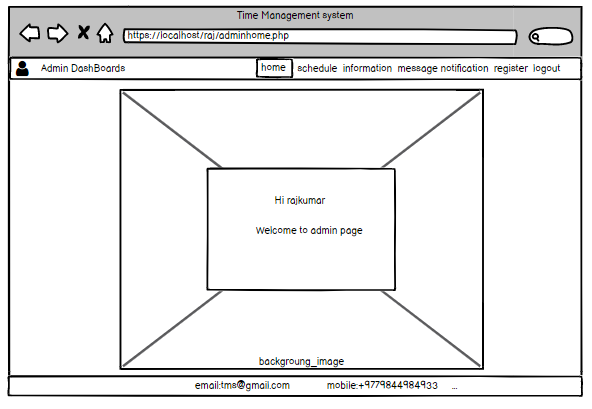 Time Management system
https://localhost/raj/adminhome.php
Admin DashBoards home schedule information message notification register logout
Hi rajkumar
Welcome to admin page
backgroung_image
email:tms@gmail.com mobile:+9779844984933 ...